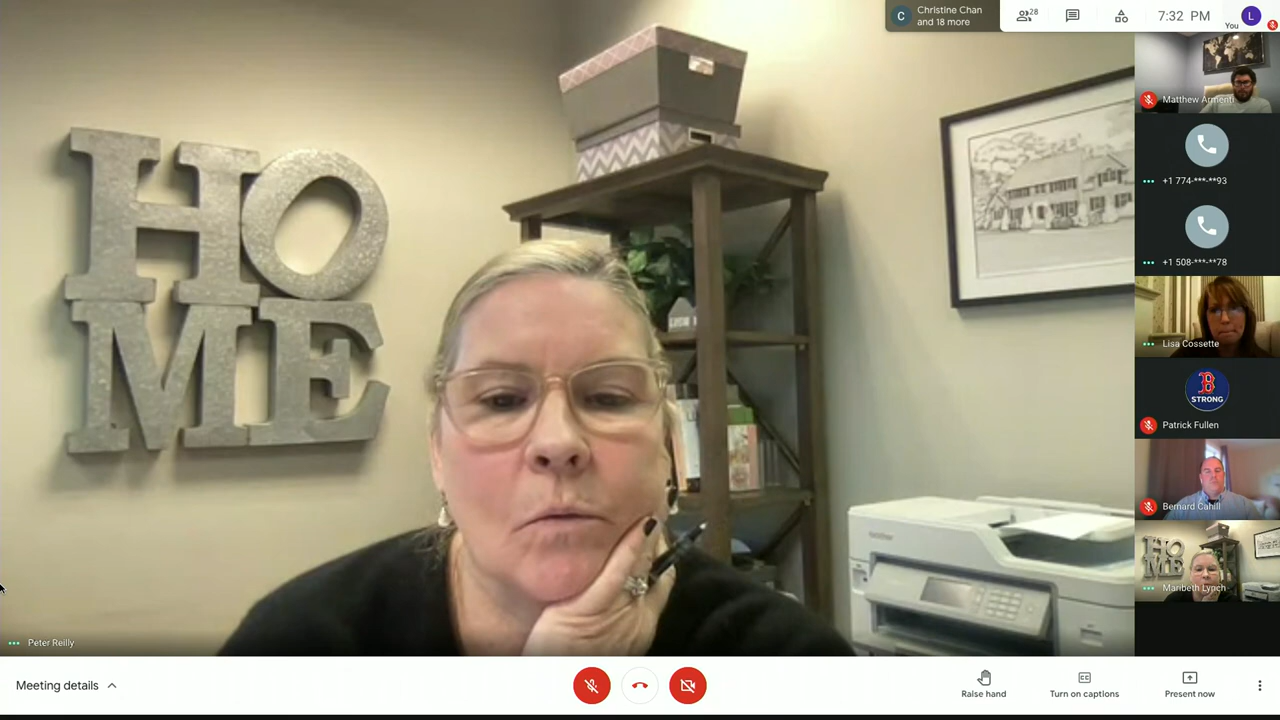 Christine Chan
and 18 more
C
28
7:32 PM
You
L
HO
ME
Matthew Armenti
+1 774-***-**93
+1 508-***-**78
Lisa Cossette
B
STRONG
Patrick Fullen
Bernard Cahill
HO
ME
Maribeth Lynch
brother
Peter Reilly
Meeting details
Raise hand
Turn on captions
Present now